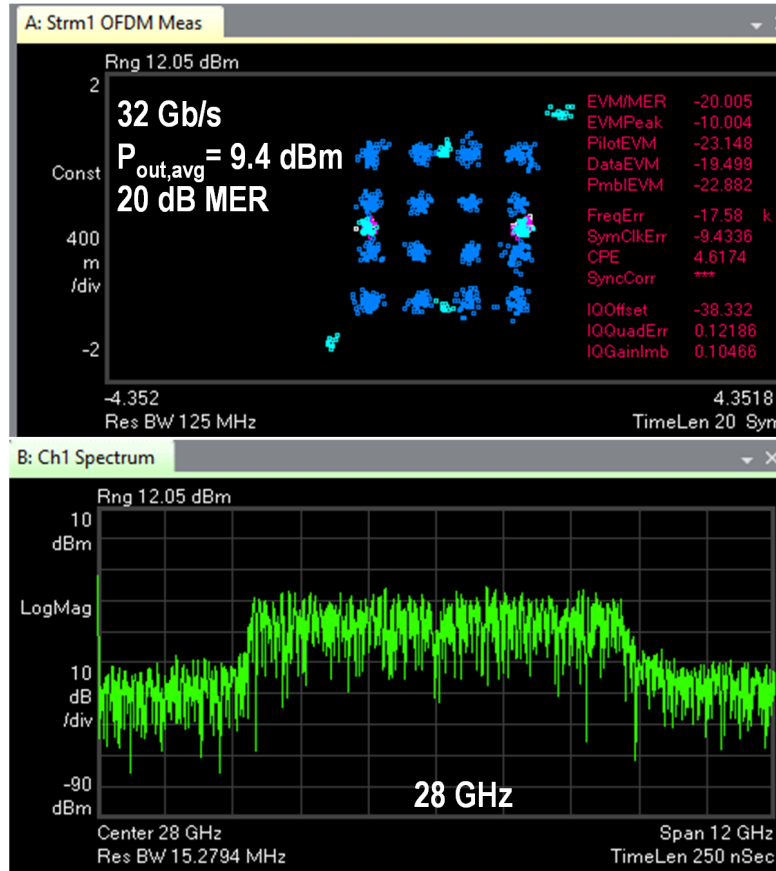 A: Strm1 OFDM Meas
Rng 12.05 dBm
2
32 Gb/s
Pout,avg= 9.4 dBm
20 dB MER
Const
400
m
/div
-2
EVM/MER -20.005
EVMPeak -10.004
PilotEVM -23.148
DataEVM -19.499
PmblEVM -22.882
FreqErr -17.58 k
SymClkErr -9.4336
CPE 4.6174
SyncCorr ***
IQOffset -38.332
IQQuadErr 0.12186
IQGainImb 0.10466
-4.352 4.3518
Res BW 125 MHz TimeLen 20 Sym
B: Ch1 Spectrum
Rng 12.05 dBm
10
dBm
LogMag
10
dB
/div
-90
dBm
28 GHz
Center 28 GHz Span 12 GHz
Res BW 15.2794 MHz TimeLen 250 nSec